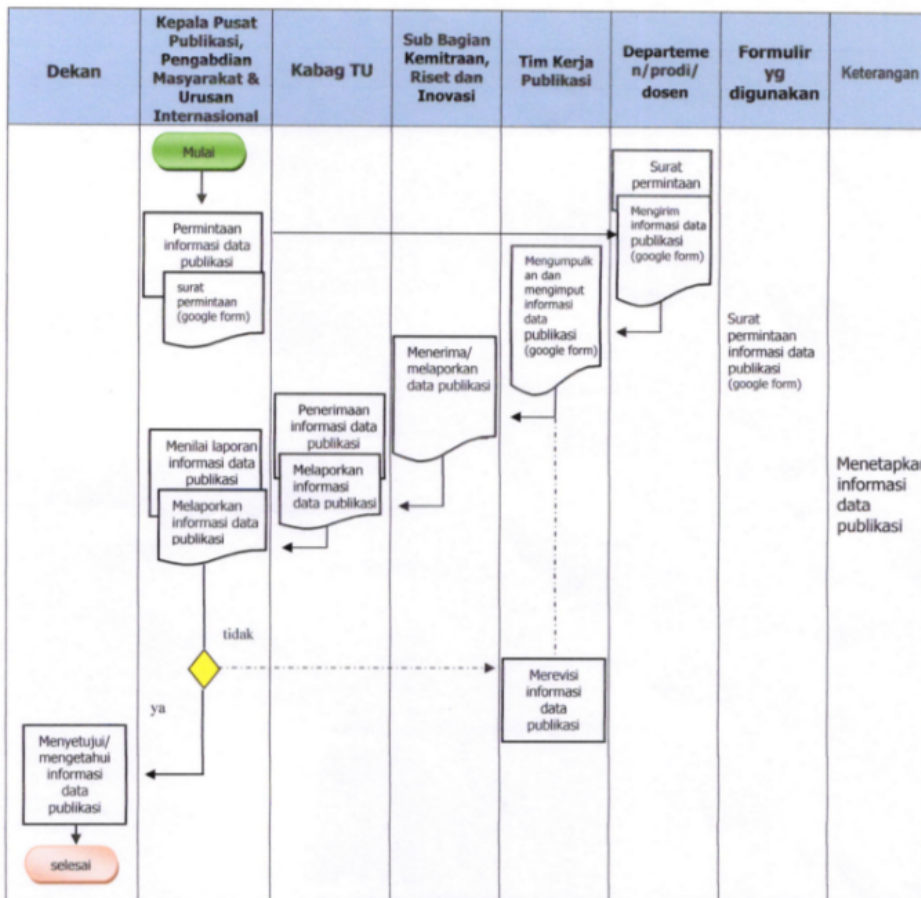 Dekan
Kepala Pusat
Publikasi,
Pengabdian
Masyarakat &
Urusan
Internasional
Kabag TU
Sub Bagian
Kemitraan,
Riset dan
Inovasi
Tim Kerja
Publikasi
Departeme
n/prodi/
dosen
Formulir
yg
digunakan
Keterangan
Mulai
Permintaan
informasi data
publikasi
surat
permintaan
(google form)
Surat
permintaan
Mengirim
informasi data
publikasi
(google form)
Mengumpulk
an dan
mengimput
informasi
data
publikasi
(google form)
Surat
permintaan
informasi data
publikasi
(google form)
Menerima/
melaporkan
data publikasi
Penerimaan
informasi data
publikasi
Melaporkan
informasi
data publikasi
Menilai laporan
informasi data
publikasi
Melaporkan
informasi data
publikasi
Menetapkan
informasi
data
publikasi
tidak
Merevisi
informasi
data
publikasi
ya
Menyetujui/
mengetahui
informasi
data
publikasi
selesai